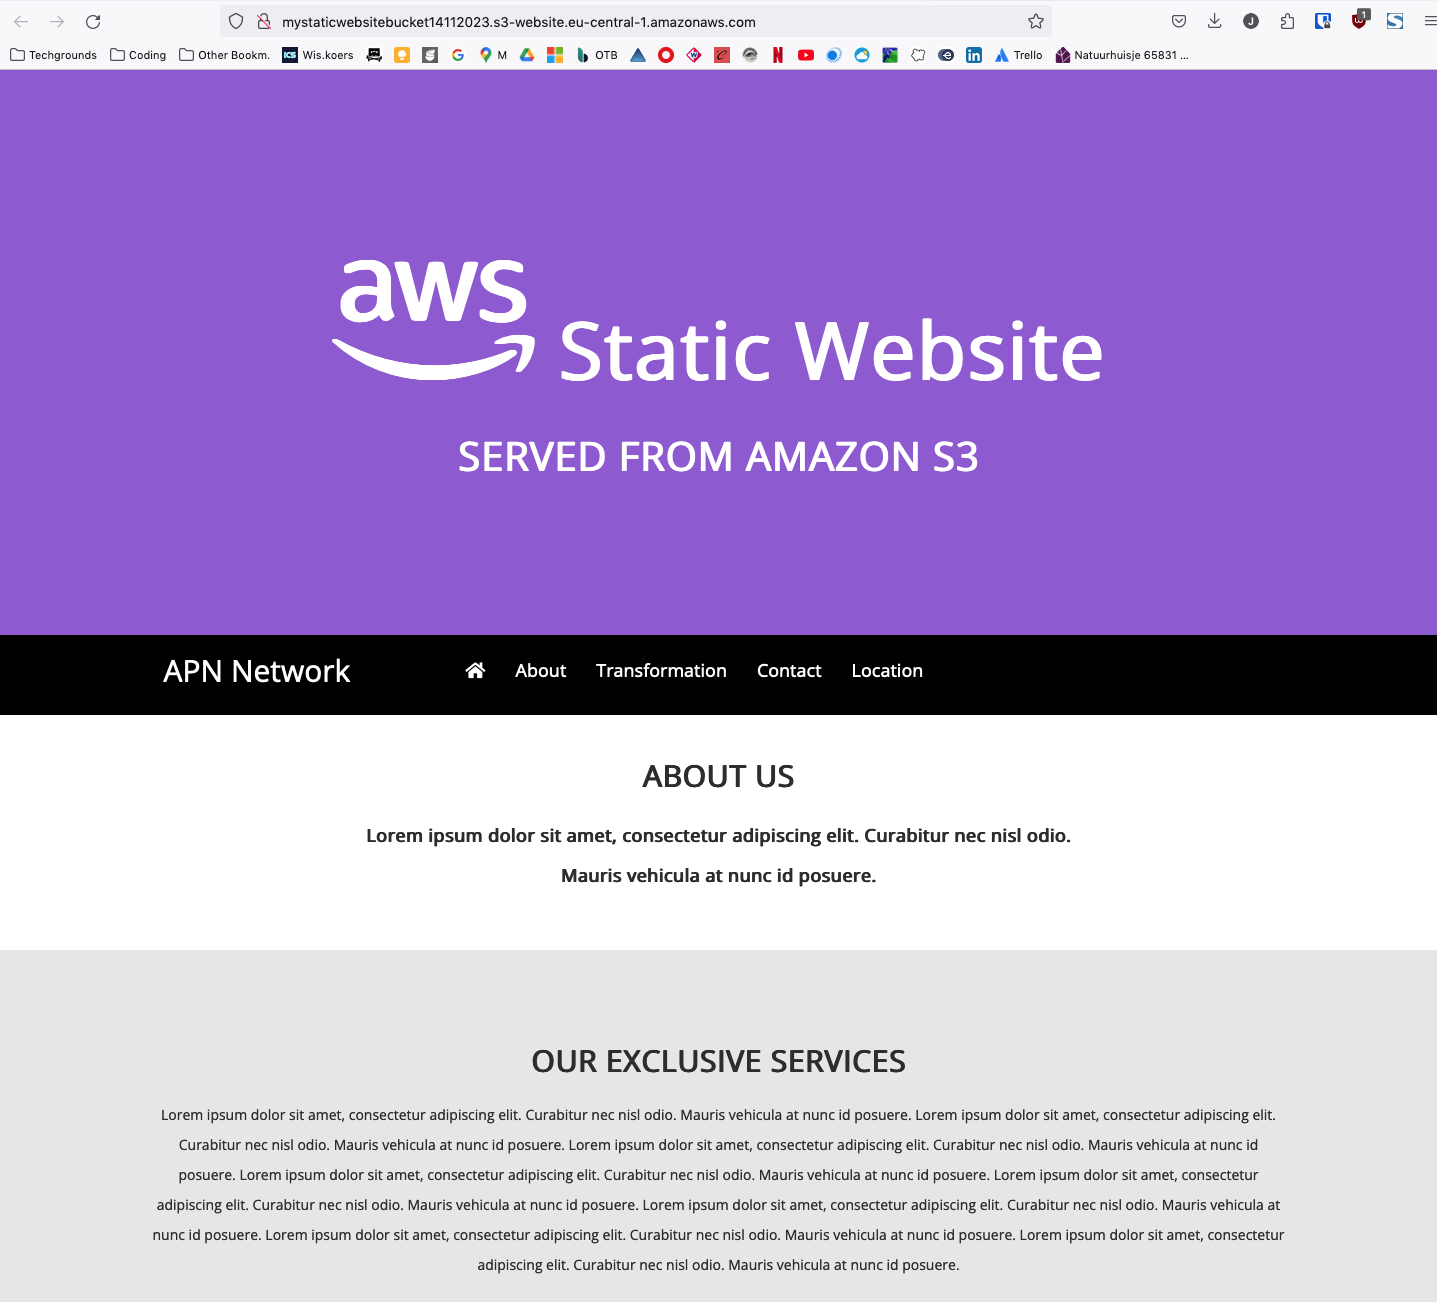 mystaticwebsitebucket14112023.s3-website.eu-central-1.amazonaws.com
J
1
Techgrounds Coding Other Bookm. KS Wis.koers M OTB Trello Natuurhuisje 65831 ...
aws Static Website
SERVED FROM AMAZON S3
APN Network About Transformation Contact Location
ABOUT US
Lorem ipsum dolor sit amet, consectetur adipiscing elit. Curabitur nec nisl odio.
Mauris vehicula at nunc id posuere.
OUR EXCLUSIVE SERVICES
Lorem ipsum dolor sit amet, consectetur adipiscing elit. Curabitur nec nisl odio. Mauris vehicula at nunc id posuere. Lorem ipsum dolor sit amet, consectetur adipiscing elit.
Curabitur nec nisl odio. Mauris vehicula at nunc id posuere. Lorem ipsum dolor sit amet, consectetur adipiscing elit. Curabitur nec nisl odio. Mauris vehicula at nunc id
posuere. Lorem ipsum dolor sit amet, consectetur adipiscing elit. Curabitur nec nisl odio. Mauris vehicula at nunc id posuere. Lorem ipsum dolor sit amet, consectetur
adipiscing elit. Curabitur nec nisl odio. Mauris vehicula at nunc id posuere. Lorem ipsum dolor sit amet, consectetur adipiscing elit. Curabitur nec nisl odio. Mauris vehicula at
nunc id posuere. Lorem ipsum dolor sit amet, consectetur adipiscing elit. Curabitur nec nisl odio. Mauris vehicula at nunc id posuere. Lorem ipsum dolor sit amet, consectetur
adipiscing elit. Curabitur nec nisl odio. Mauris vehicula at nunc id posuere.